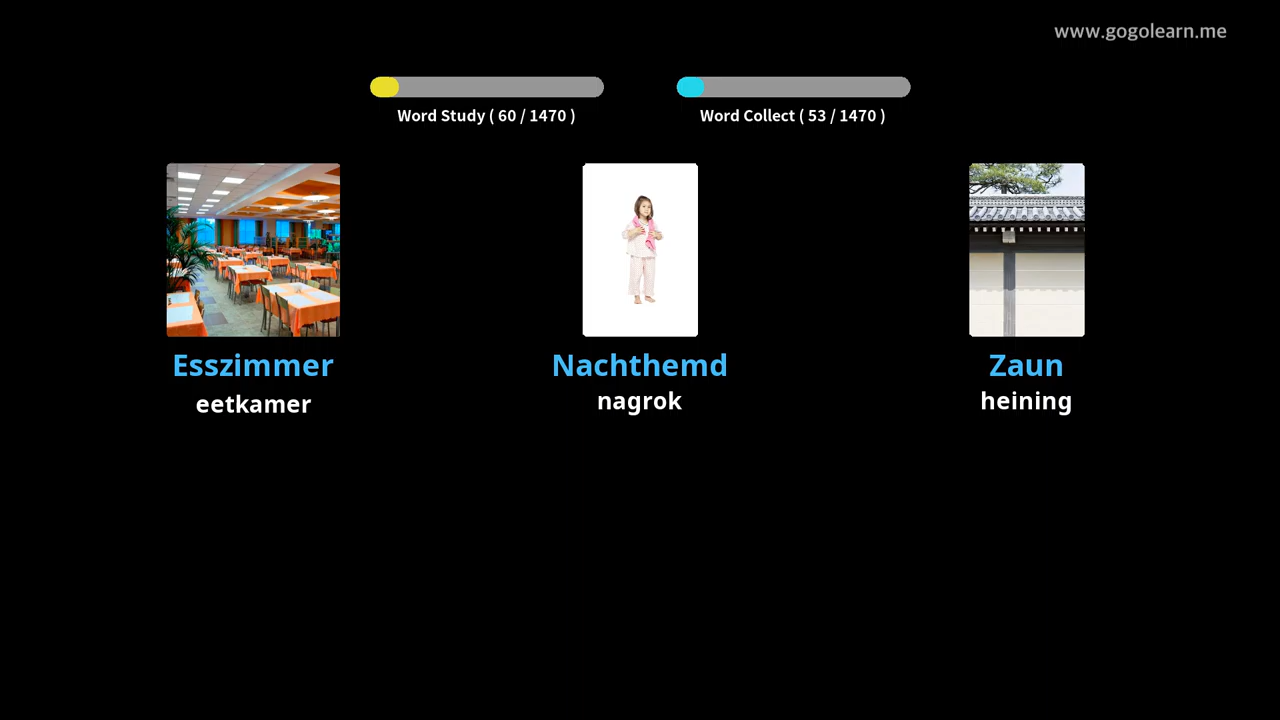 www.gogolearn.me
Word Study ( 60 / 1470 )
Word Collect ( 53 / 1470 )
Esszimmer
eetkamer
Nachthemd
nagrok
Zaun
heining